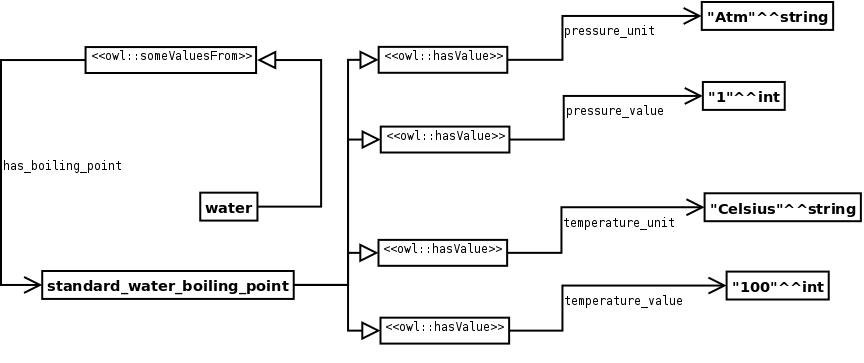 "Atm"^^string
<<owl::hasValue>>
pressure_unit
<<owl::someValuesFrom>>
"1"^^int
pressure_value
<<owl::hasValue>>
has_boiling_point
water
"Celsius"^^string
temperature_unit
<<owl::hasValue>>
standard_water_boiling_point
"100"^^int
temperature_value
<<owl::hasValue>>